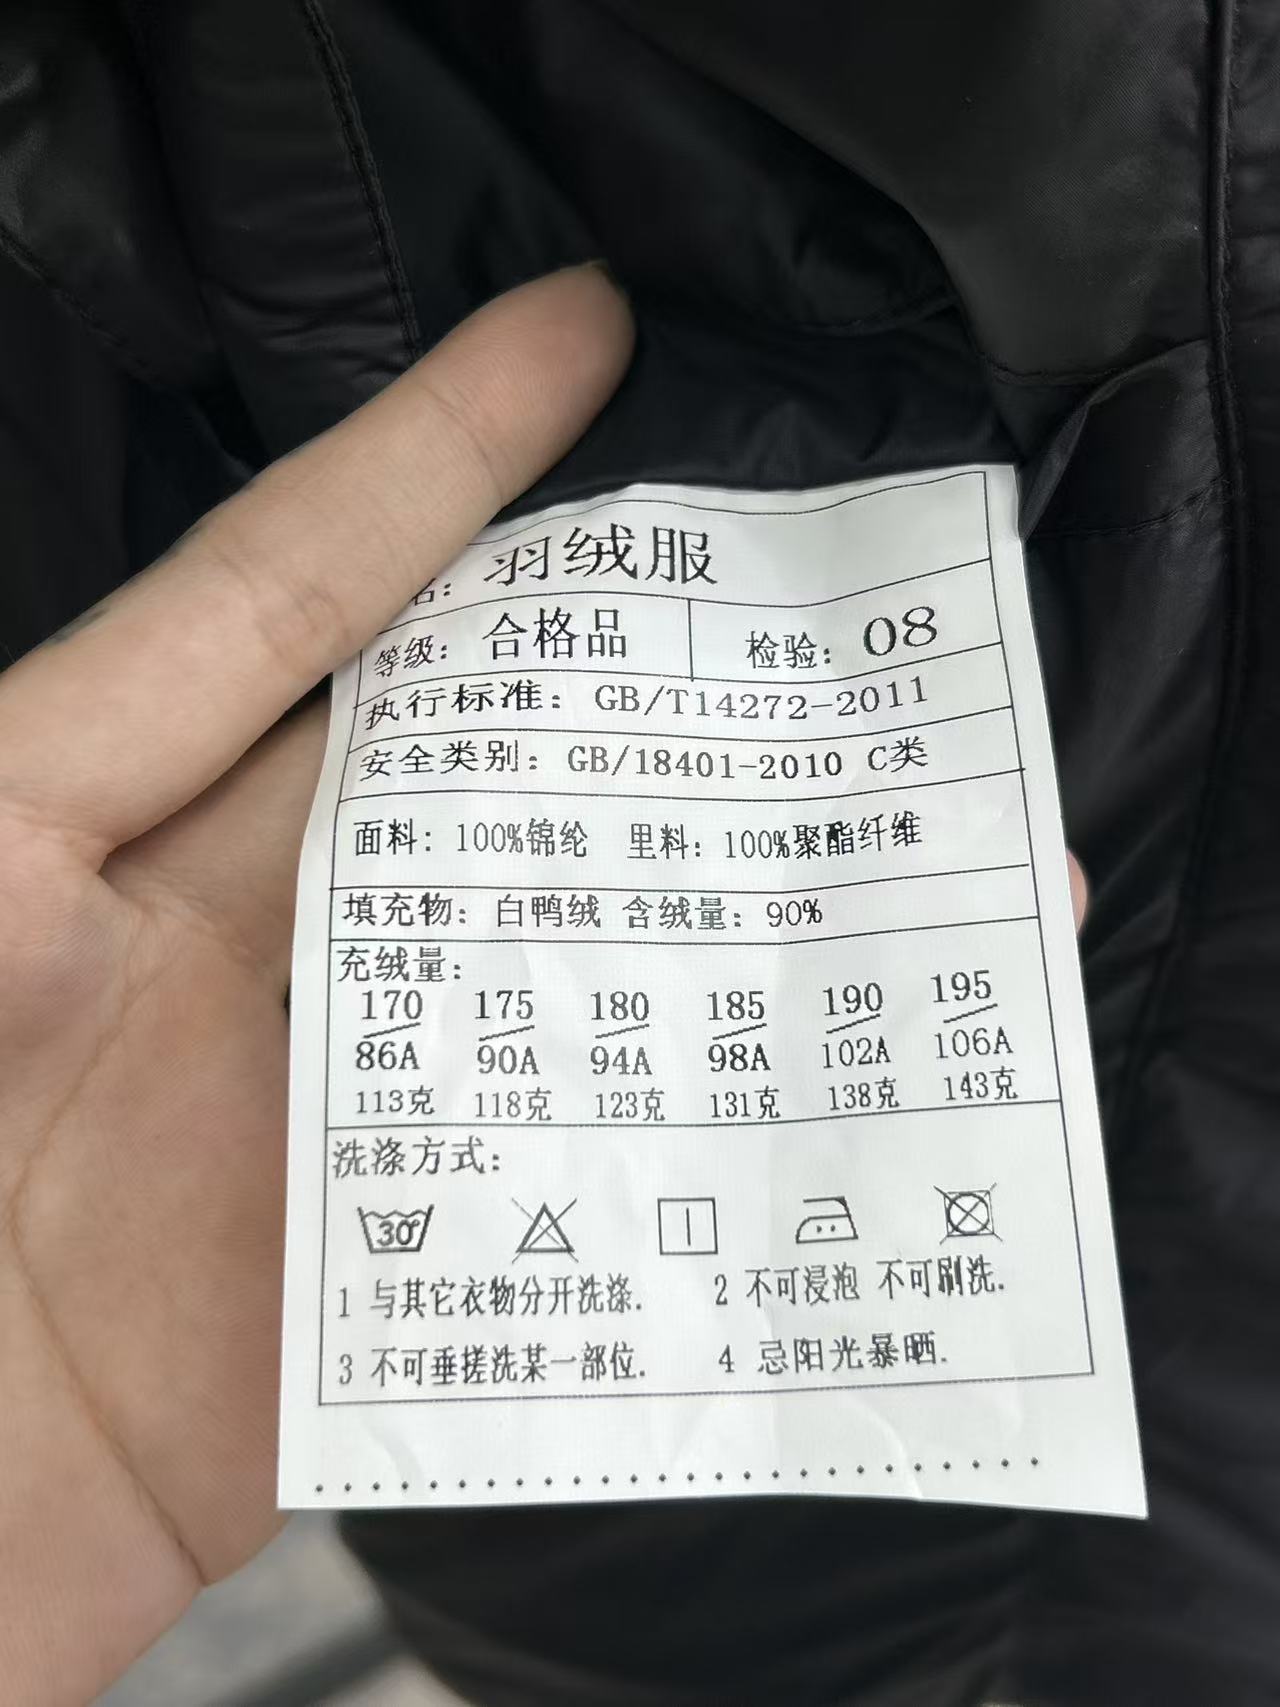 名: 羽绒服
等级: 合格品 检验: 08
执行标准: GB/T14272-2011
安全类别: GB/18401-2010 C类
面料: 100%锦纶 里料: 100%聚酯纤维
填充物: 白鸭绒 含绒量: 90%
充绒量:
170 175 180 185 190 195
86A 90A 94A 98A 102A 106A
113克 118克 123克 131克 138克 143克
洗涤方式:
30°
1 与其它衣物分开洗涤. 2 不可浸泡 不可刷洗.
3 不可垂搓洗某一部位. 4 忌阳光暴晒.